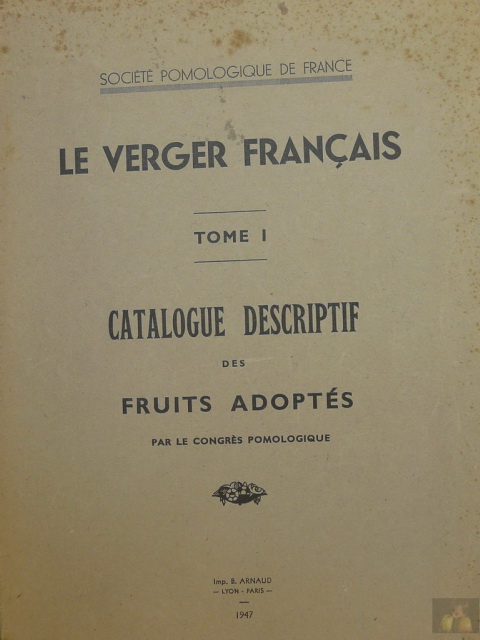 SOCIÉTÉ POMOLOGIQUE DE FRANCE
LE VERGER FRANÇAIS
TOME I
CATALOGUE DESCRIPTIF
DES
FRUITS ADOPTÉS
PAR LE CONGRÈS POMOLOGIQUE
Imp. B. ARNAUD
— LYON - PARIS —
1947